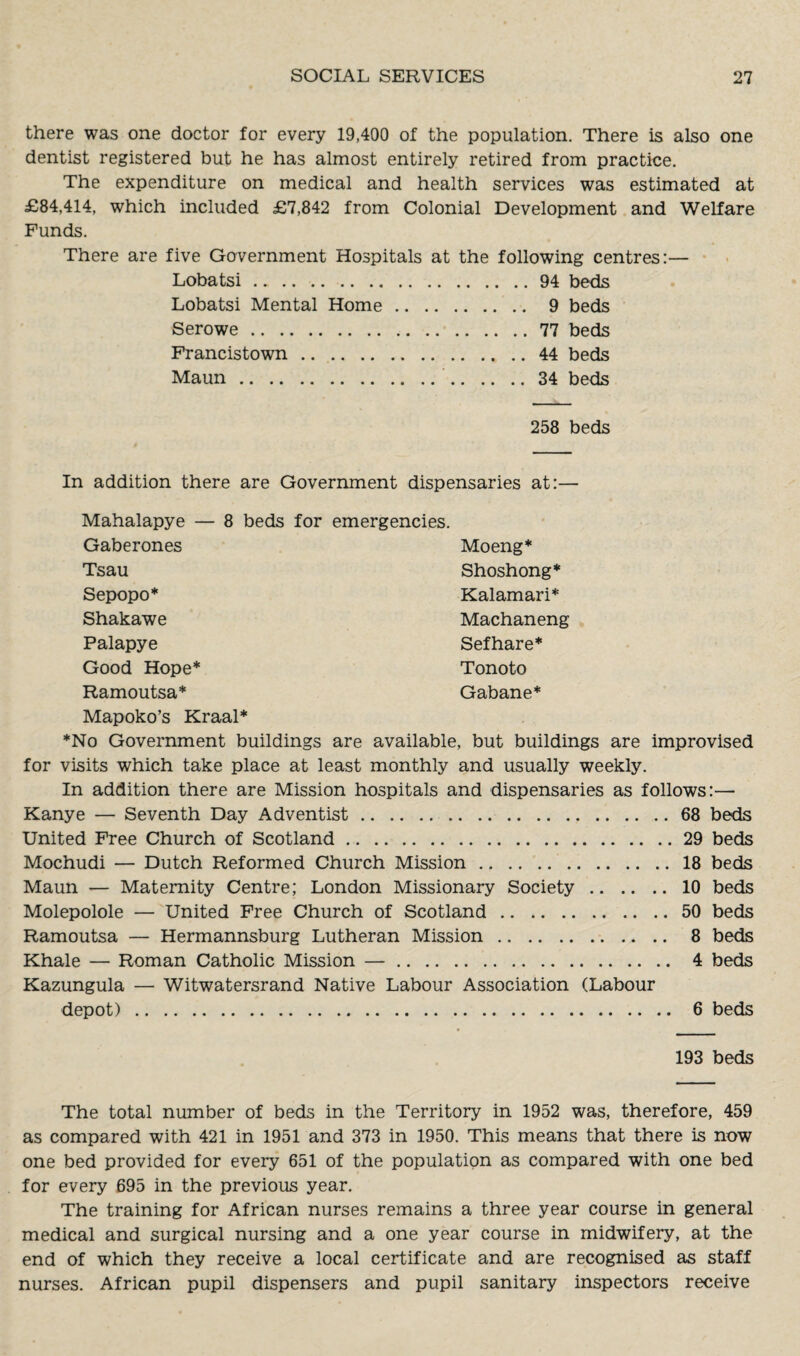 SOCIAL SERVICES 27
there was one doctor for every 19,400 of the population. There is also one
dentist registered but he has almost entirely retired from practice.
The expenditure on medical and health services was estimated at
£84,414, which included £7,842 from Colonial Development and Welfare
Funds.
There are five Government Hospitals at the following centres:—
Lobatsi .. .. .. .. .. .. .. .. .. .. .. 94 beds
Lobatsi Mental Home .. .. .. .. .. .. 9 beds
Serowe .. .. .. .. .. .. .. .. .. .. .. 77 beds
Francistown .. .. .. .. .. .. .. .. .. 44 beds
Maun .. .. .. .. .. .. .. .. .. .. .. 34 beds
258 beds
In addition there are Government dispensaries at:—
Mahalapye — 8 beds for emergencies.
Gaberones Moeng*
Tsau Shoshong*
Sepopo* Kalamari*
Shakawe Machaneng
Palapye Sefhare*
Good Hope* Tonoto
Ramoutsa* Gabane*
Mapoko's Kraal*
*No Government buildings are available, but buildings are improvised
for visits which take place at least monthly and usually weekly.
In addition there are Mission hospitals and dispensaries as follows:—
Kanye — Seventh Day Adventist .. .. .. .. .. .. .. .. .. .. .. .. 68 beds
United Free Church of Scotland .. .. .. .. .. .. .. .. .. .. .. .. 29 beds
Mochudi — Dutch Reformed Church Mission .. .. .. .. .. .. .. .. 18 beds
Maun — Maternity Centre; London Missionary Society .. .. .. .. 10 beds
Molepolole — United Free Church of Scotland .. .. .. .. .. .. .. 50 beds
Ramoutsa — Hermannsburg Lutheran Mission .. .. .. .. .. .. .. 8 beds
Khale — Roman Catholic Mission — .. .. .. .. .. .. .. .. .. .. .. 4 beds
Kazungula — Witwatersrand Native Labour Association (Labour
depot) .. .. .. .. .. .. .. .. .. .. .. .. .. .. .. .. .. .. .. .. 6 beds
193 beds
The total number of beds in the Territory in 1952 was, therefore, 459
as compared with 421 in 1951 and 373 in 1950. This means that there is now
one bed provided for every 651 of the population as compared with one bed
for every 695 in the previous year.
The training for African nurses remains a three year course in general
medical and surgical nursing and a one year course in midwifery, at the
end of which they receive a local certificate and are recognised as staff
nurses. African pupil dispensers and pupil sanitary inspectors receive